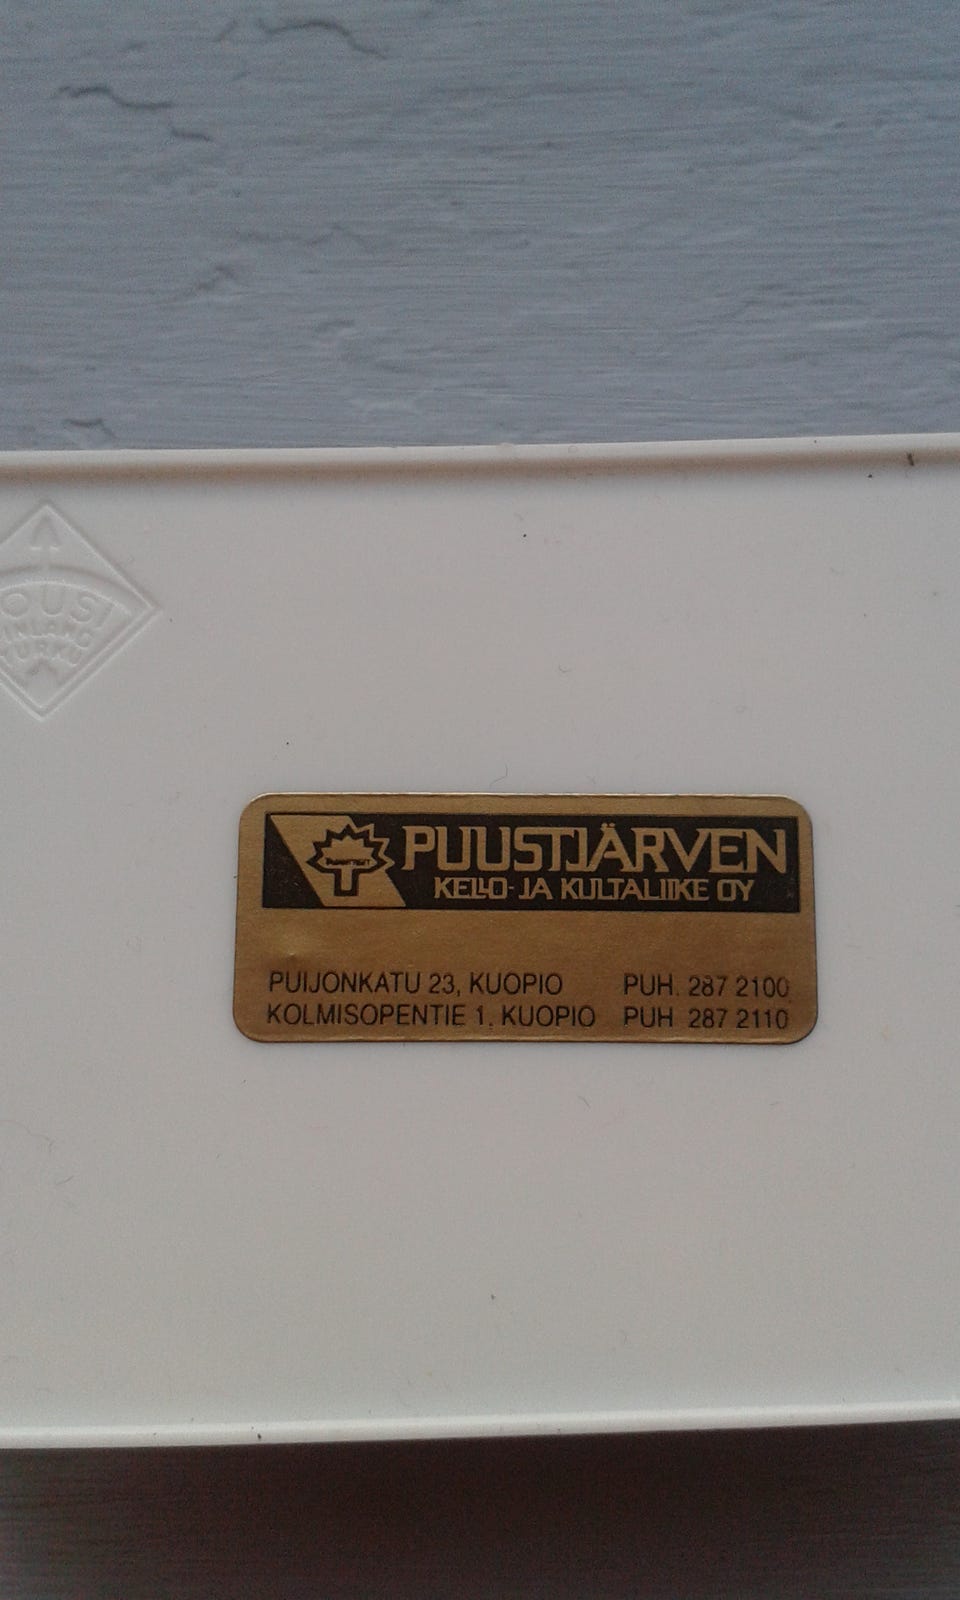 PUUSTJÄRVEN
KELLO- JA KULTALIIKE OY
PUIJONKATU 23, KUOPIO PUH. 287 2100
KOLMISOPENTIE 1, KUOPIO PUH 287 2110